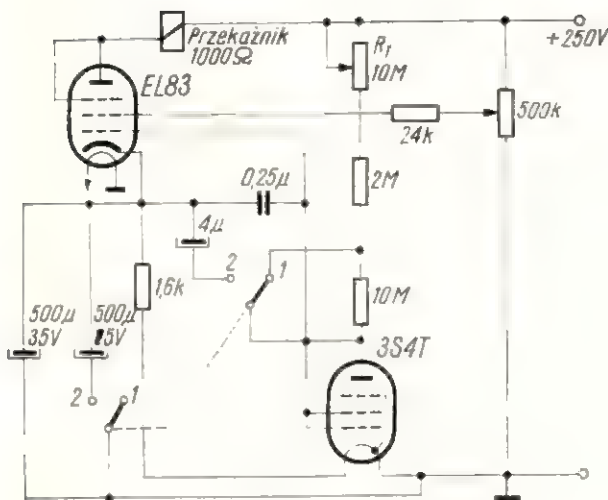 Przekaźnik
1000Ω
+250V
R1
10M
EL83
24k
500k
2M
0,25μ
4μ
2
1
1,6k
10M
500μ
35V
500μ
15V
3S4T
2
1